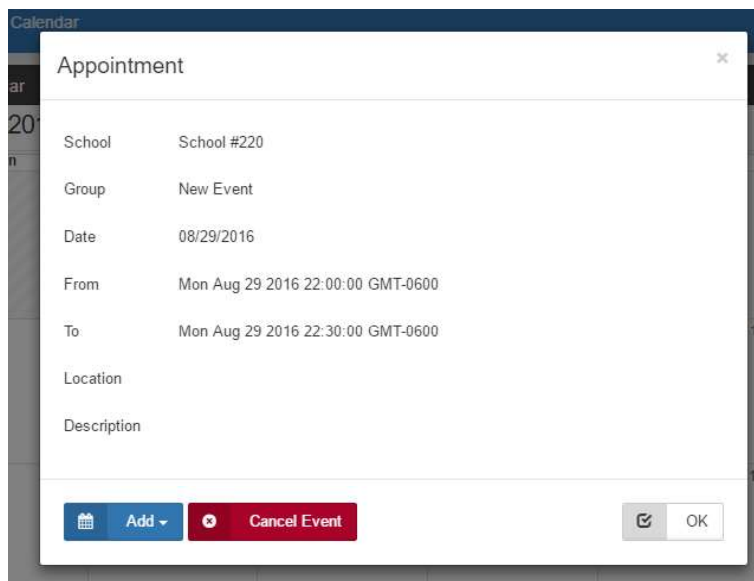 Calendar
Appointment ×
ar
201
n
School School #220
Group New Event
Date 08/29/2016
From Mon Aug 29 2016 22:00:00 GMT-0600
To Mon Aug 29 2016 22:30:00 GMT-0600
Location
Description
Add Cancel Event OK